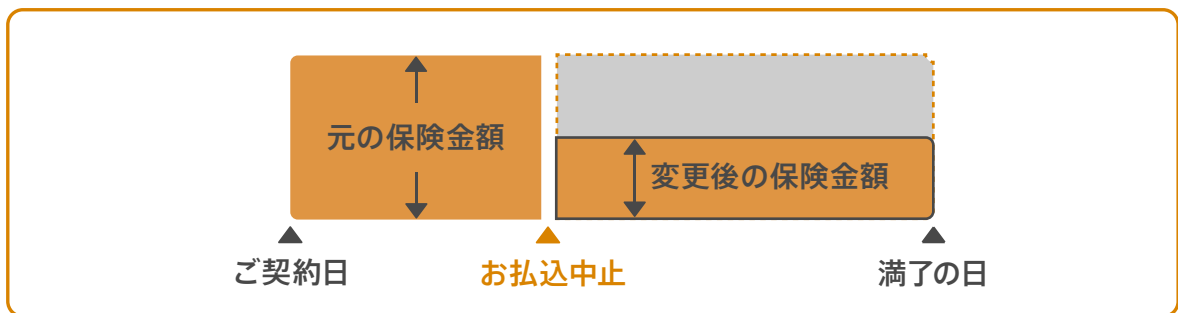 元の保険金額
変更後の保険金額
ご契約日
お払込中止
満了の日